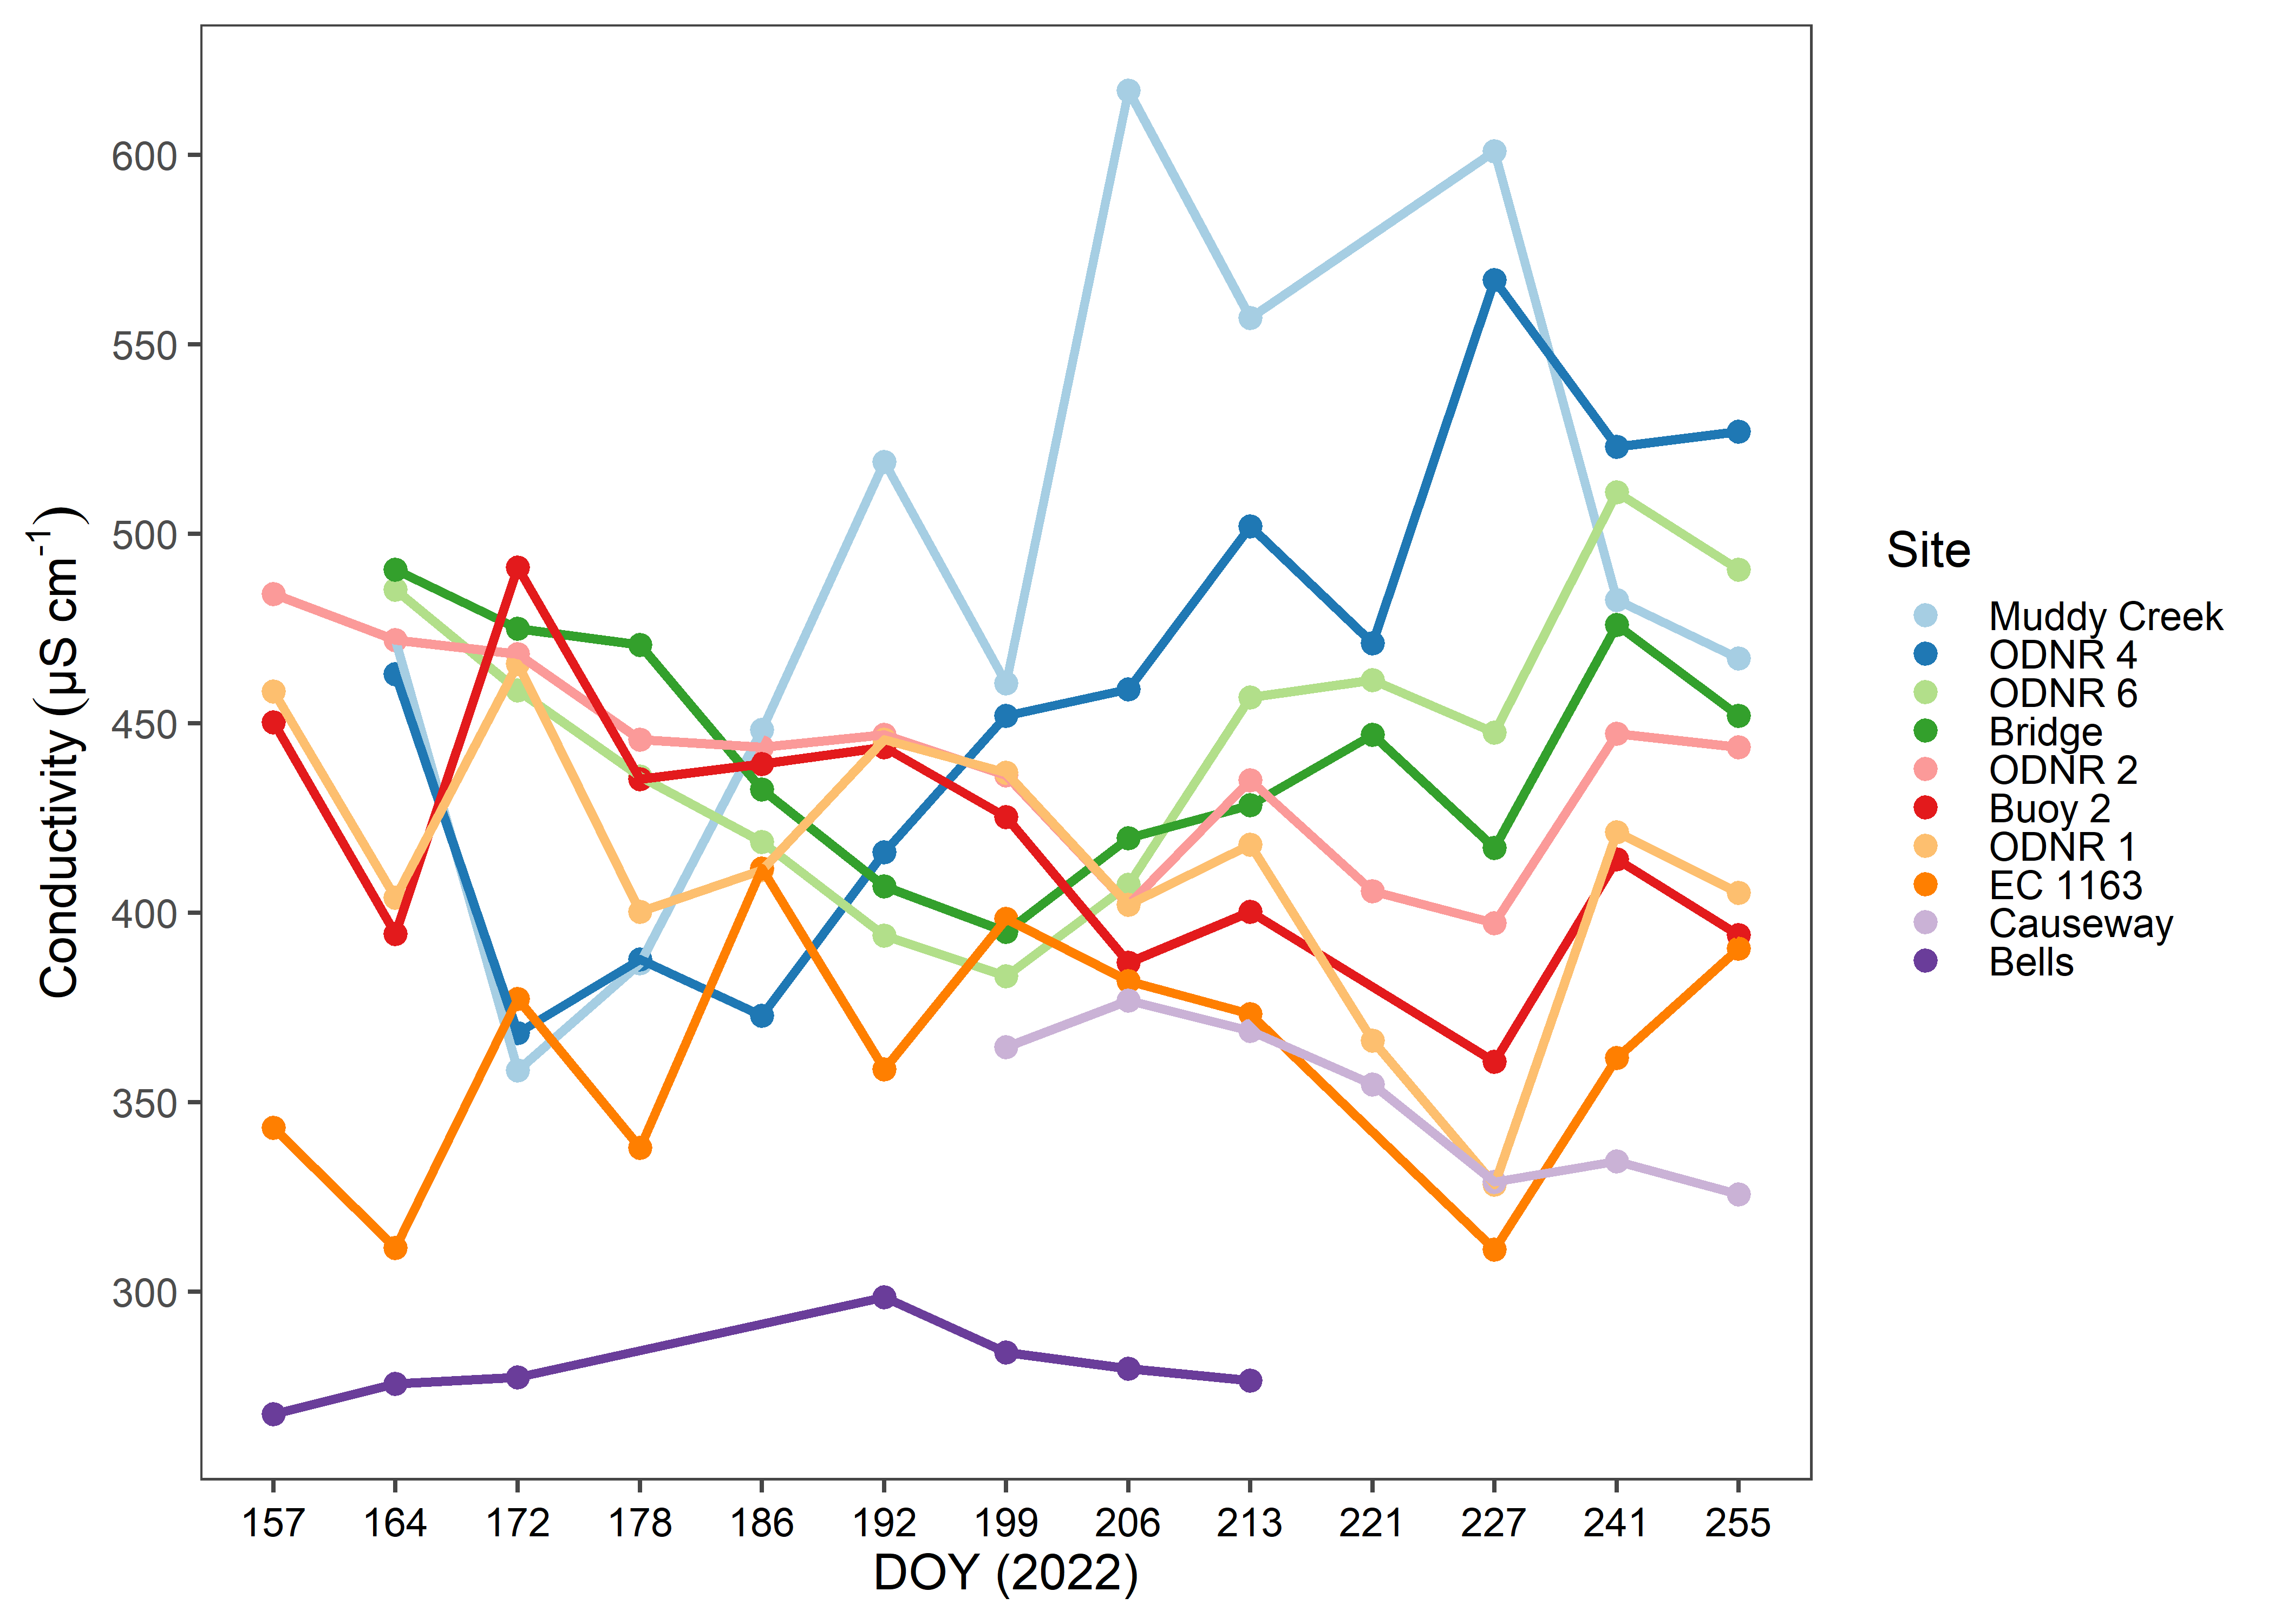 600
550
500
450
400
350
300
Conductivity (µS cm⁻¹)
157 164 172 178 186 192 199 206 213 221 227 241 255
DOY (2022)
Site
Muddy Creek
ODNR 4
ODNR 6
Bridge
ODNR 2
Buoy 2
ODNR 1
EC 1163
Causeway
Bells